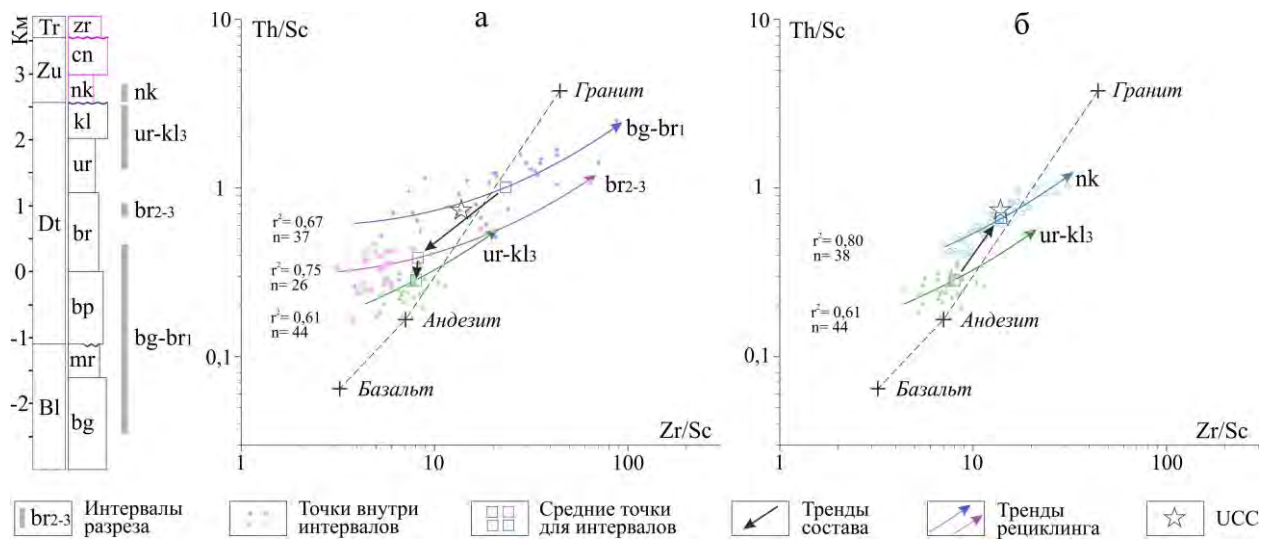 Км
Tr zr
Zu cn
nk
Dt kl
ur
br
bp
Bl mr
bg
3
2
1
0
-1
-2
nk
ur-kl3
br2-3
bg-br1
Th/Sc
а
10
1
0,1
Гранит
bg-br1
br2-3
ur-kl3
Андезит
Базальт
r²= 0,67
n= 37
r²= 0,75
n= 26
r²= 0,61
n= 44
Zr/Sc
1 10 100
Th/Sc
б
10
1
0,1
Гранит
nk
ur-kl3
Андезит
Базальт
r²= 0,80
n= 38
r²= 0,61
n= 44
Zr/Sc
1 10 100
br2-3 Интервалы
разреза
Точки внутри
интервалов
Средние точки
для интервалов
Тренды
состава
Тренды
рециклинга
UCC